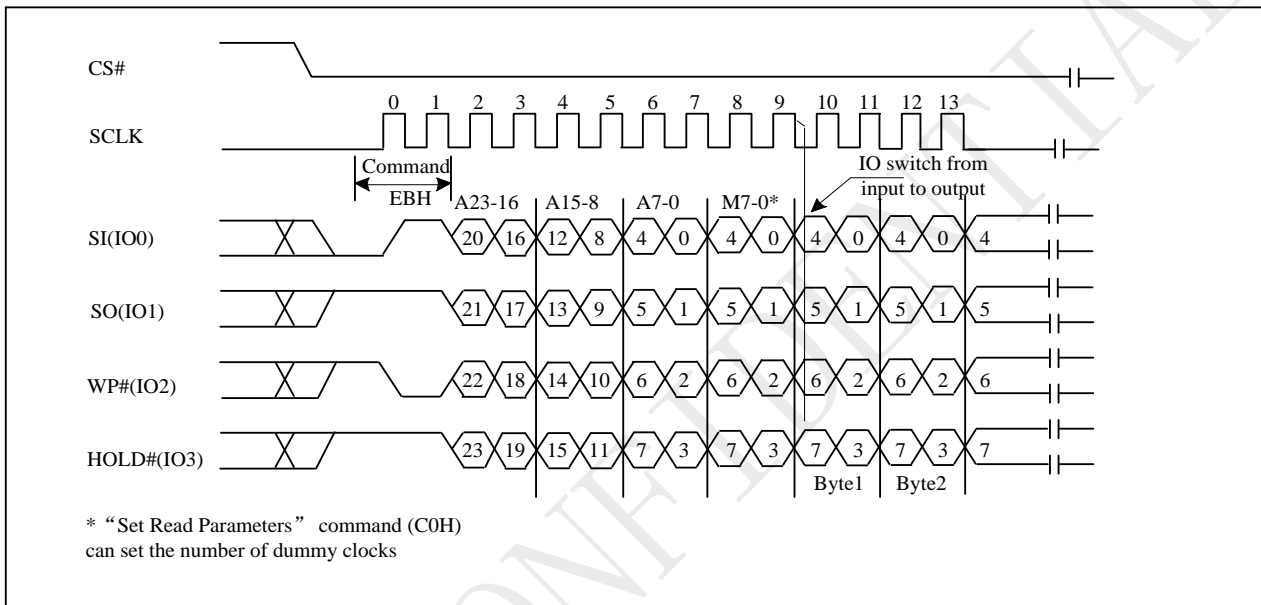 CS#
0 1 2 3 4 5 6 7 8 9 10 11 12 13
SCLK
Command
EBH
IO switch from
input to output
A23-16 A15-8 A7-0 M7-0*
SI(IO0) 20 16 12 8 4 0 4 0 4 0 4 0 4
SO(IO1) 21 17 13 9 5 1 5 1 5 1 5 1 5
WP#(IO2) 22 18 14 10 6 2 6 2 6 2 6 2 6
HOLD#(IO3) 23 19 15 11 7 3 7 3 7 3 7 3 7
Byte1 Byte2
* “Set Read Parameters” command (C0H)
can set the number of dummy clocks
ONFIDENTIAL